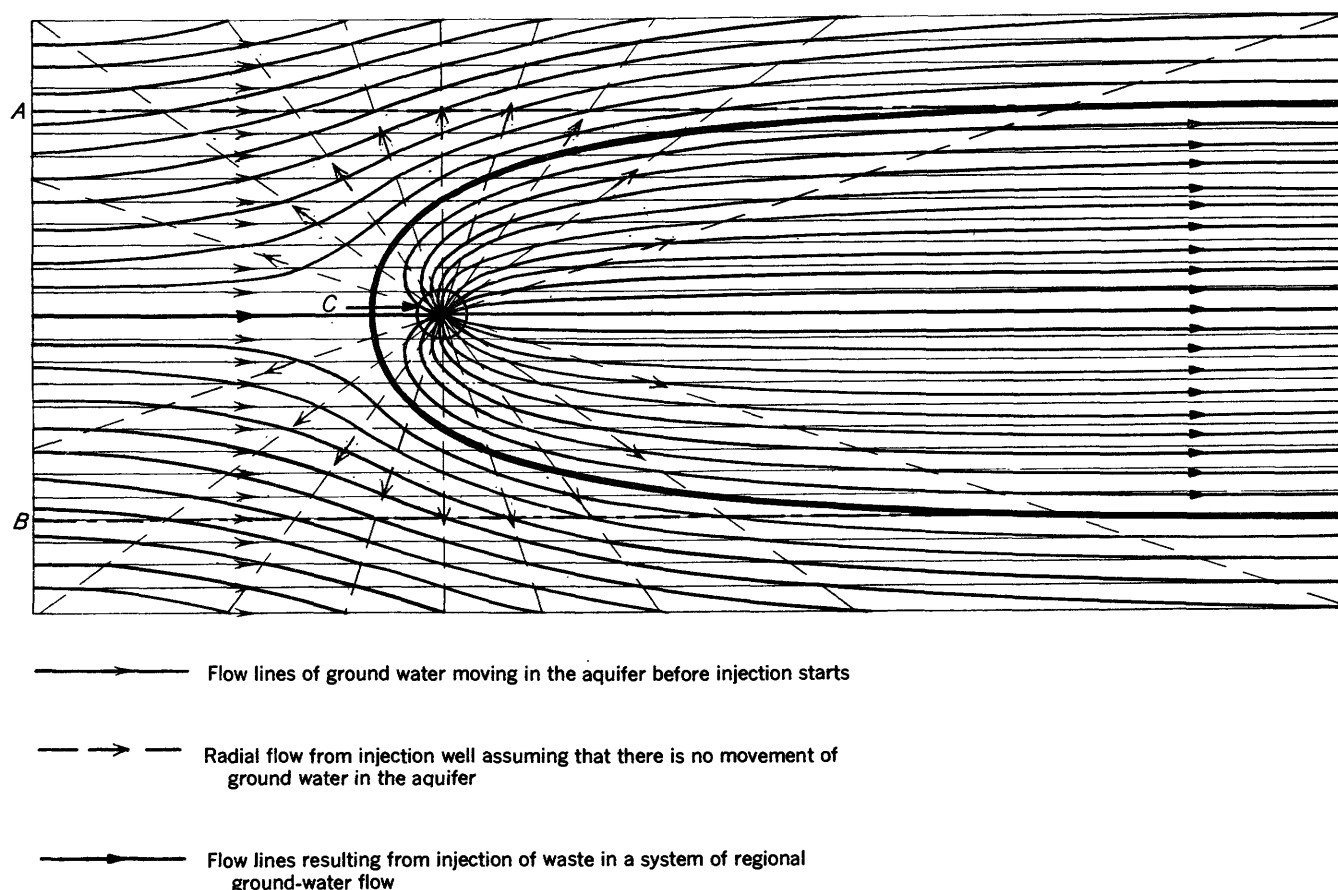 A
C
B
Flow lines of ground water moving in the aquifer before injection starts
Radial flow from injection well assuming that there is no movement of
ground water in the aquifer
Flow lines resulting from injection of waste in a system of regional
ground-water flow